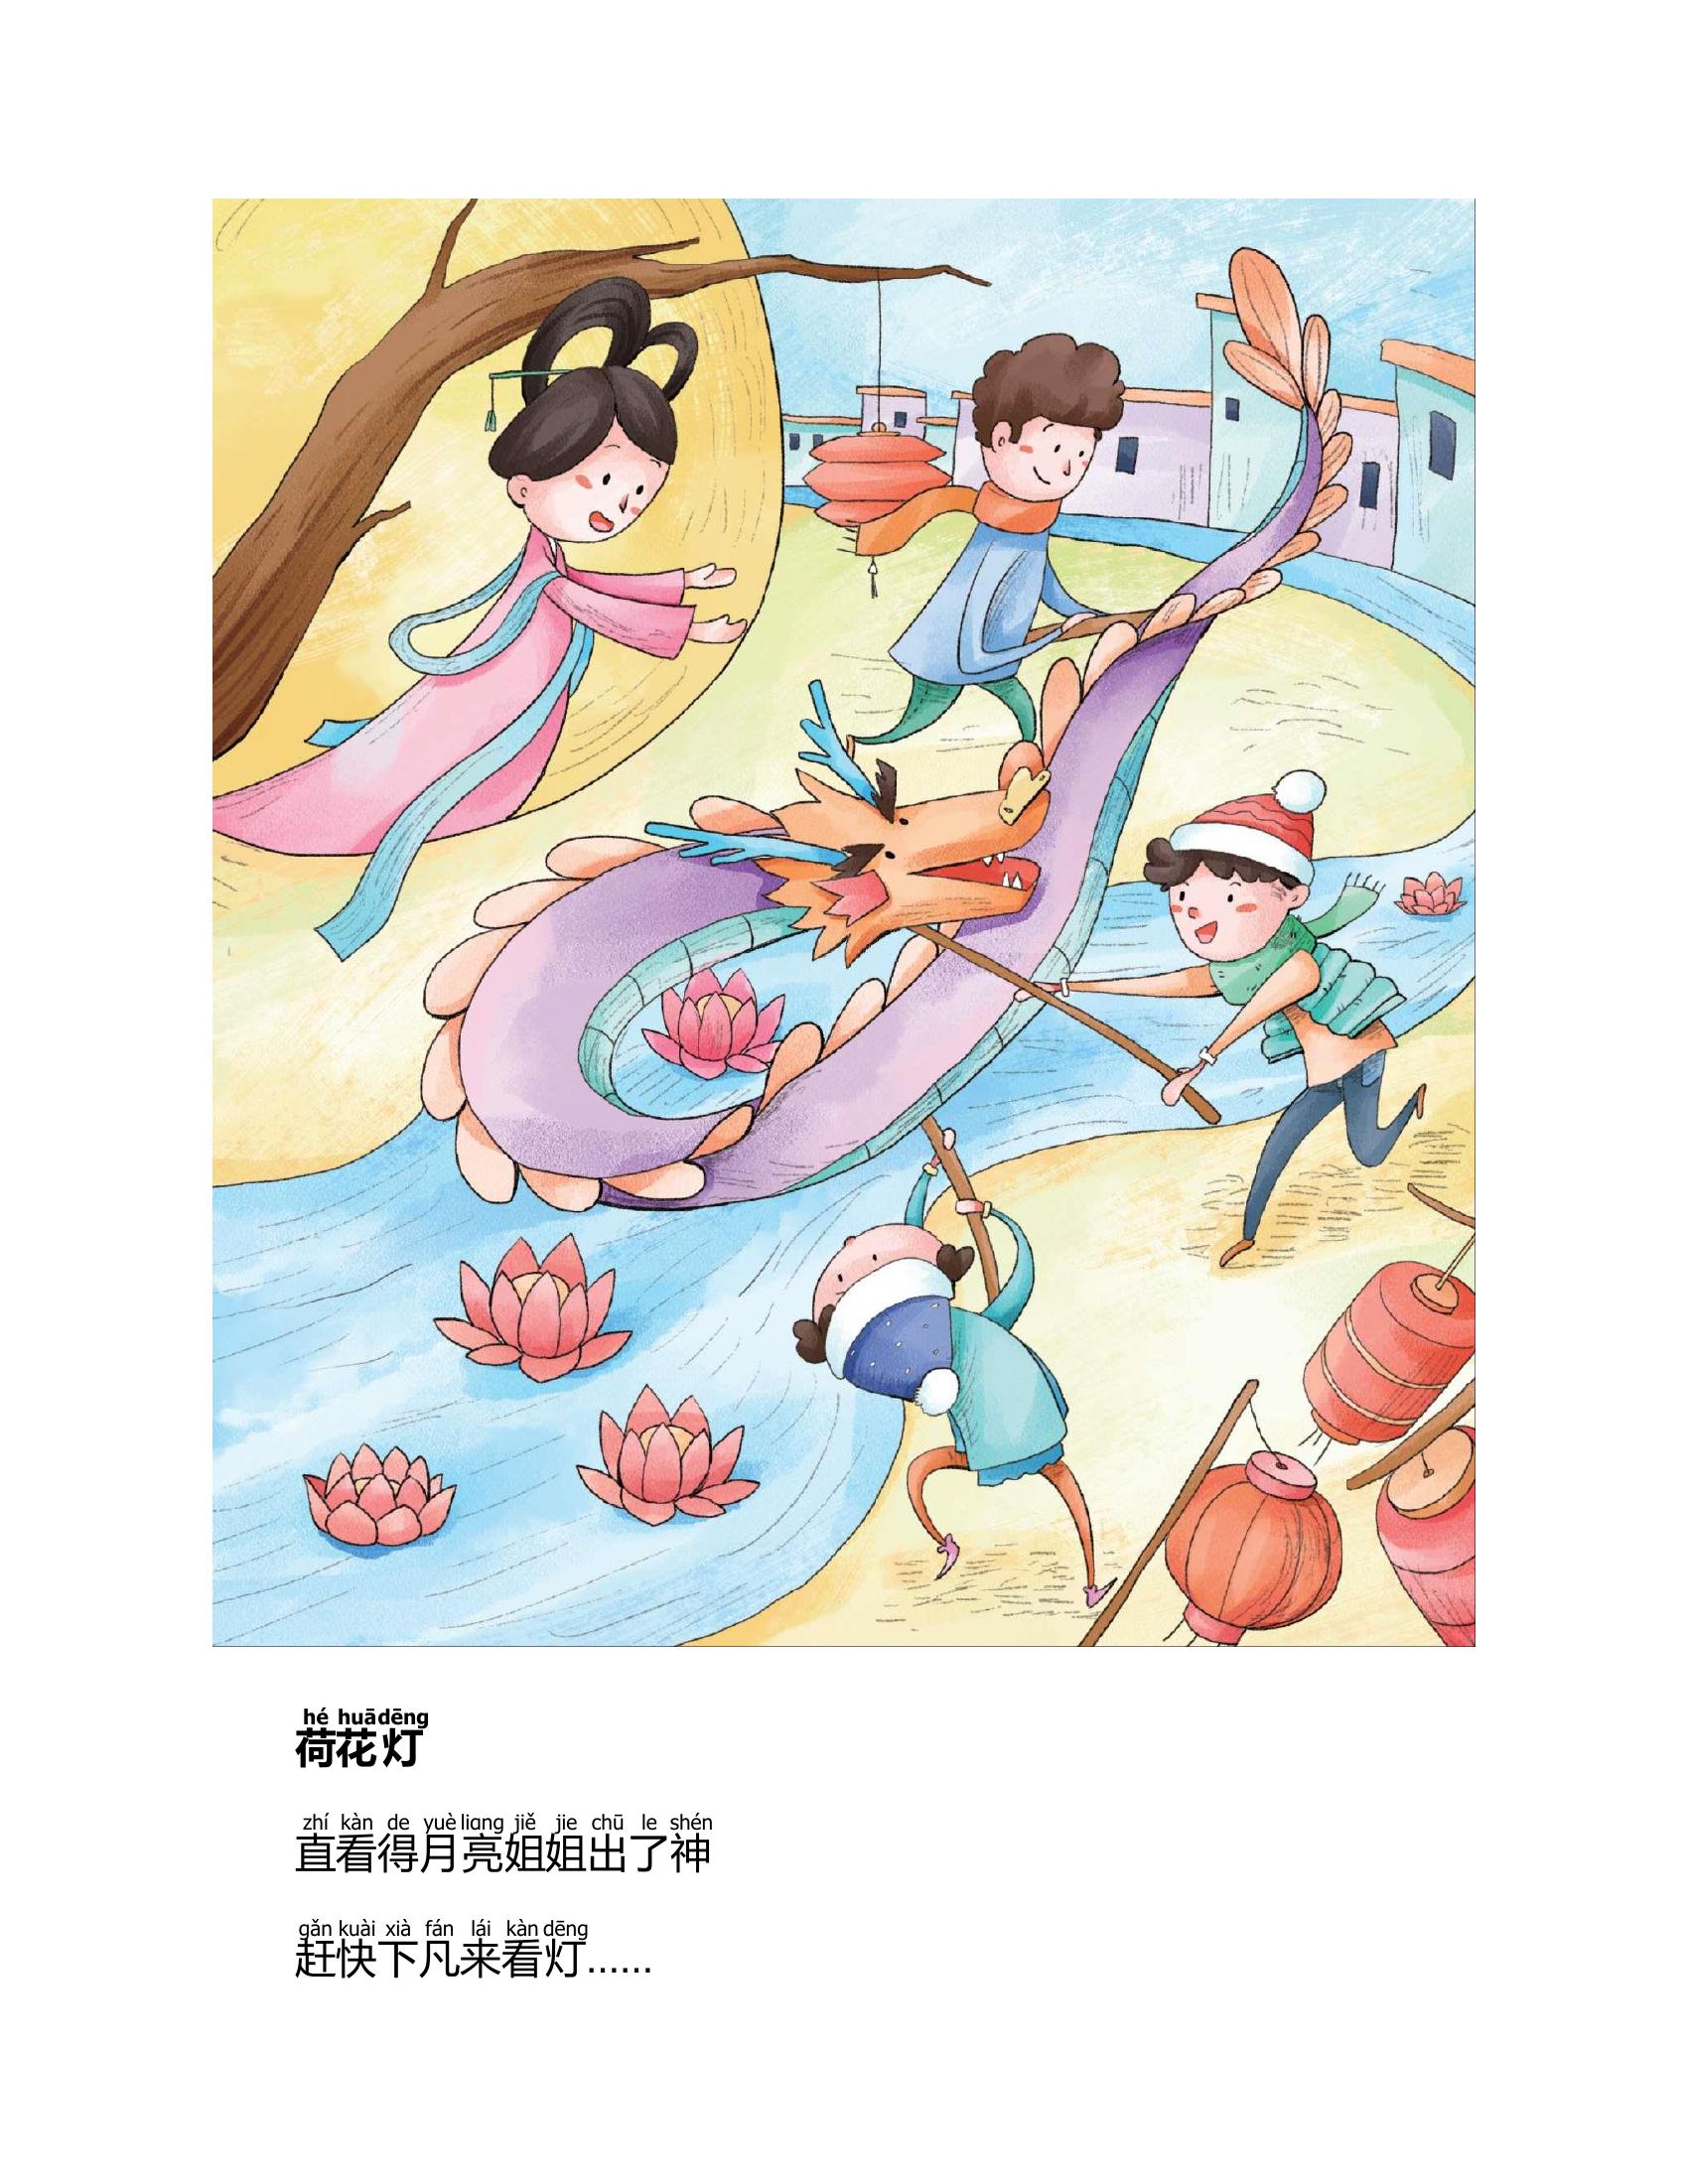 hé huā dēng
荷花灯
zhí kàn de yuè liang jiě jie chū le shén
直看得月亮姐姐出了神
gǎn kuài xià fán lái kàn dēng
赶快下凡来看灯……